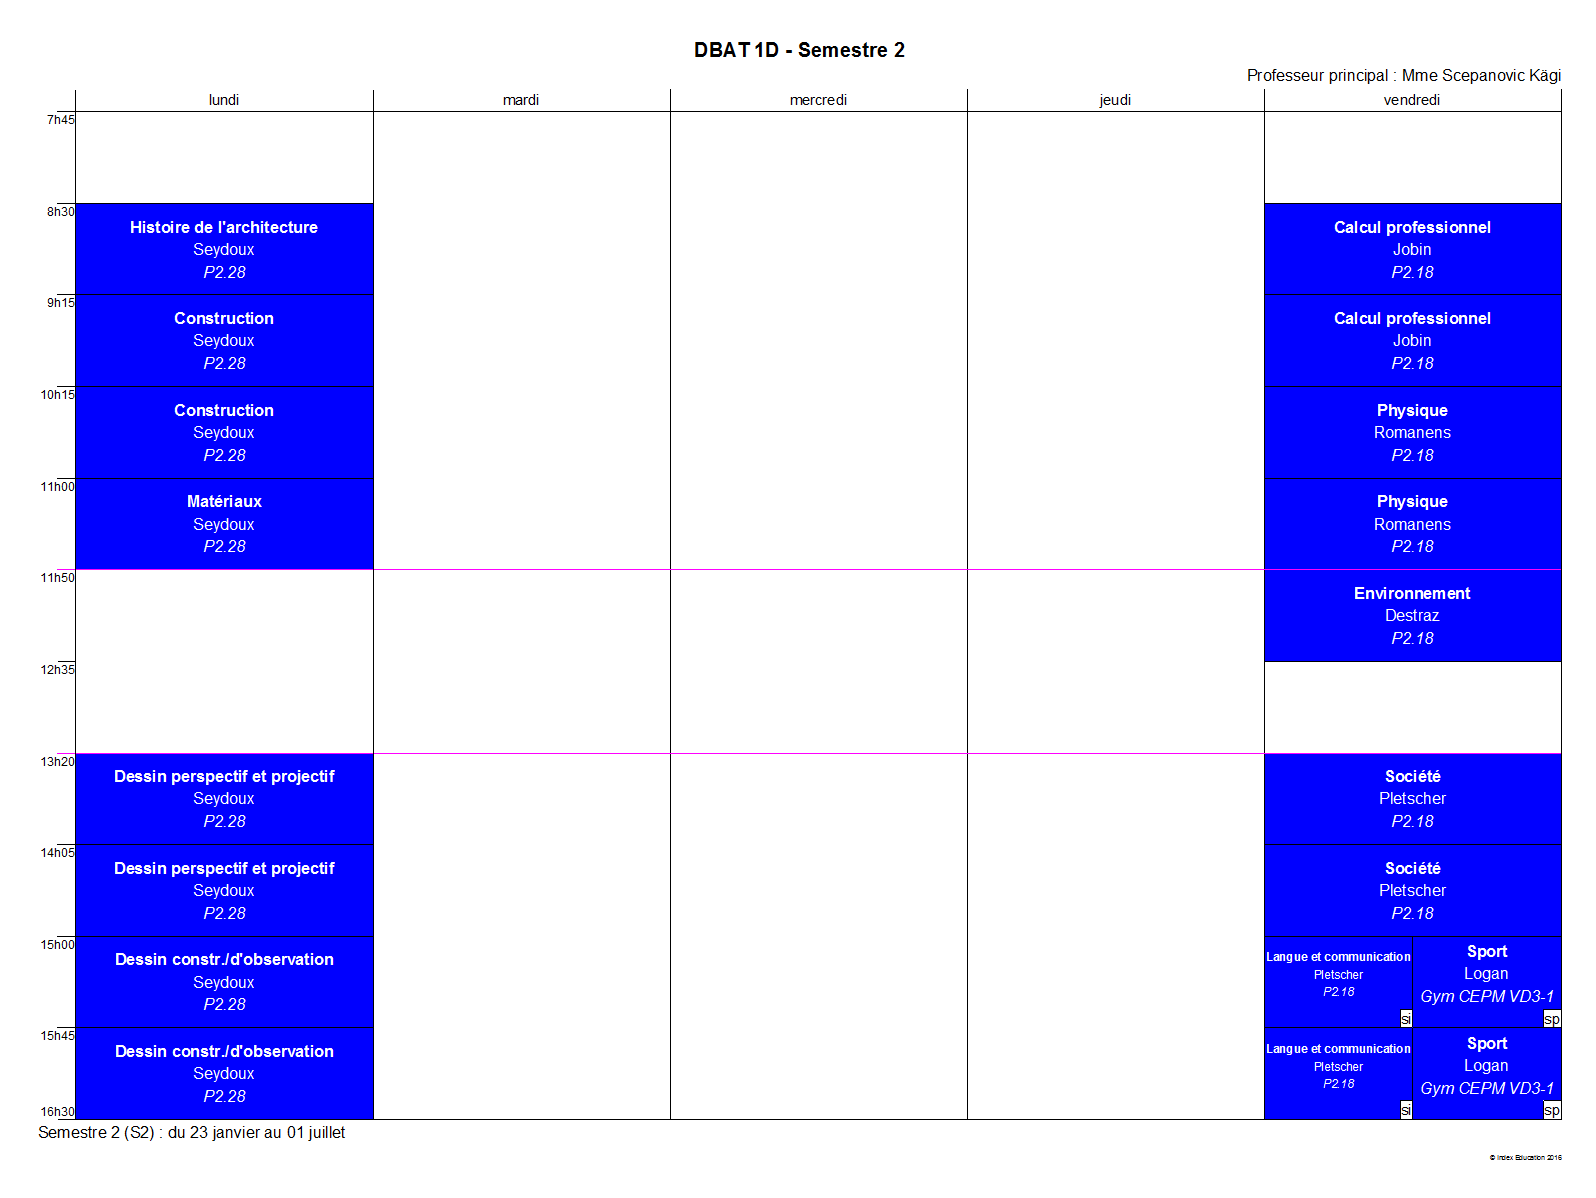 DBAT 1D - Semestre 2
Professeur principal : Mme Scepanovic Kägi
lundi
mardi
mercredi
jeudi
vendredi
7h45
8h30
Histoire de l'architecture
Seydoux
P2.28
Calcul professionnel
Jobin
P2.18
9h15
Construction
Seydoux
P2.28
Calcul professionnel
Jobin
P2.18
10h15
Construction
Seydoux
P2.28
Physique
Romanens
P2.18
11h00
Matériaux
Seydoux
P2.28
Physique
Romanens
P2.18
11h50
Environnement
Destraz
P2.18
12h35
13h20
Dessin perspectif et projectif
Seydoux
P2.28
Société
Pletscher
P2.18
14h05
Dessin perspectif et projectif
Seydoux
P2.28
Société
Pletscher
P2.18
15h00
Dessin constr./d'observation
Seydoux
P2.28
Langue et communication
Pletscher
P2.18
si
Sport
Logan
Gym CEPM VD3-1
sp
15h45
Dessin constr./d'observation
Seydoux
P2.28
Langue et communication
Pletscher
P2.18
si
Sport
Logan
Gym CEPM VD3-1
sp
16h30
Semestre 2 (S2) : du 23 janvier au 01 juillet
© Index Education 2016